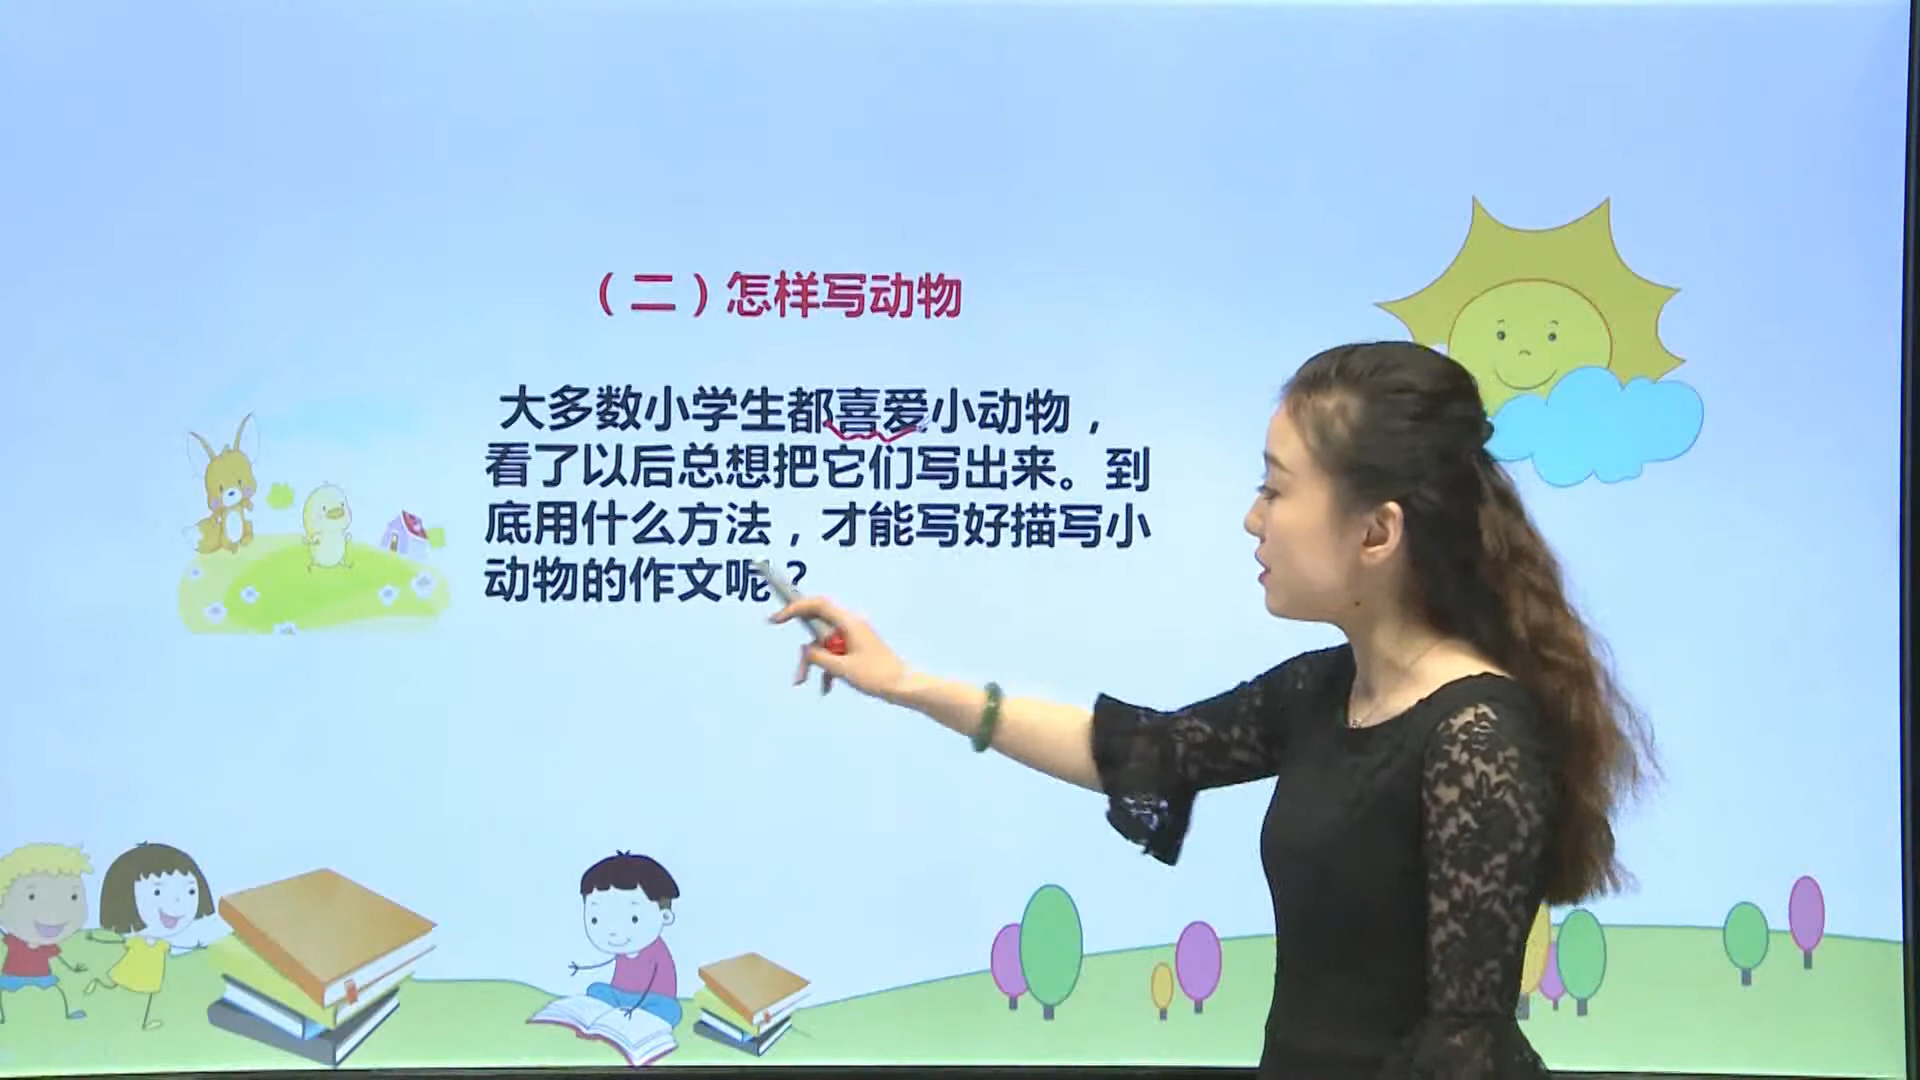 （二）怎样写动物
大多数小学生都喜爱小动物，
看了以后总想把它们写出来。到
底用什么方法，才能写好描写小
动物的作文呢？